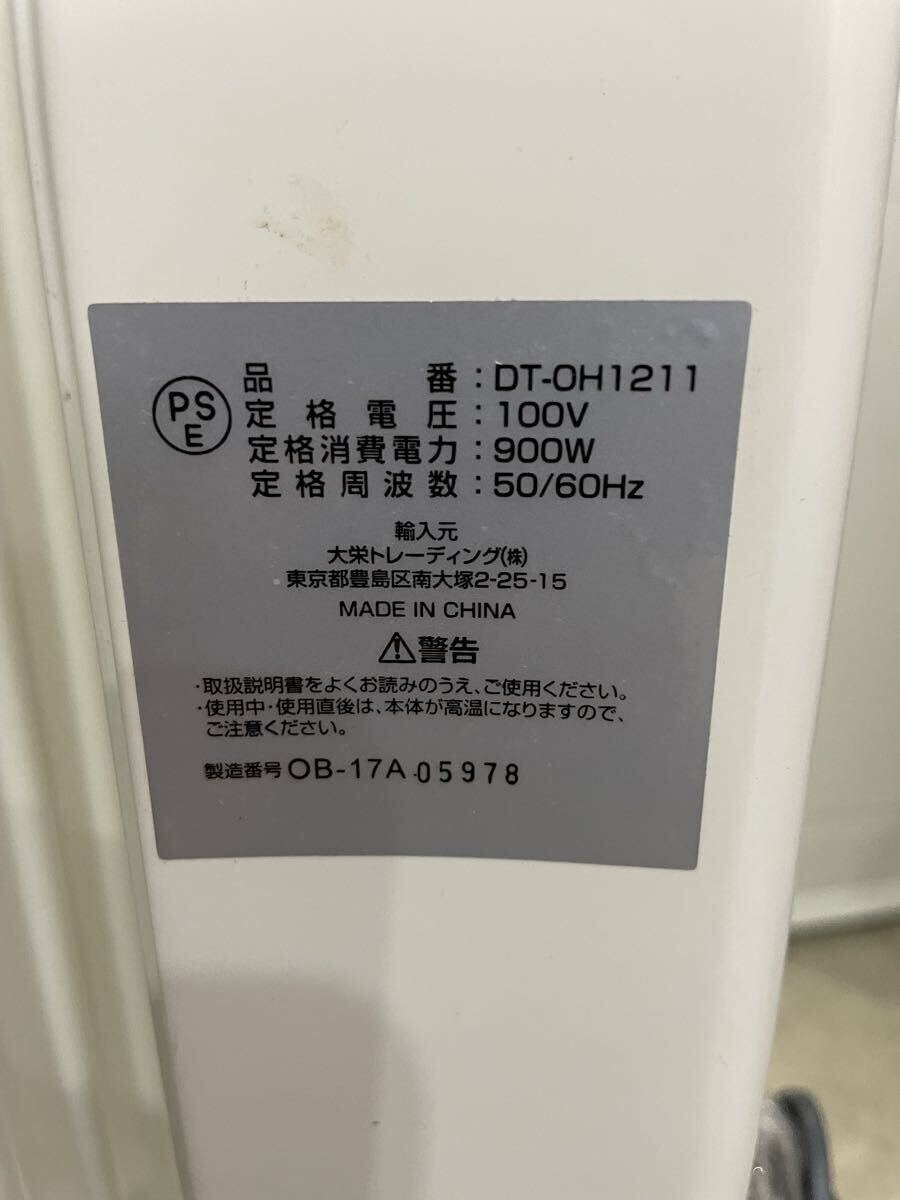 PS
E
品番:DT-OH1211
定格電圧:100V
定格消費電力:900W
定格周波数:50/60Hz
輸入元
大栄トレーディング(株)
東京都豊島区南大塚2-25-15
MADE IN CHINA
⚠警告
・取扱説明書をよくお読みのうえ、ご使用ください。
・使用中・使用直後は、本体が高温になりますので、
ご注意ください。
製造番号 OB-17A 05978